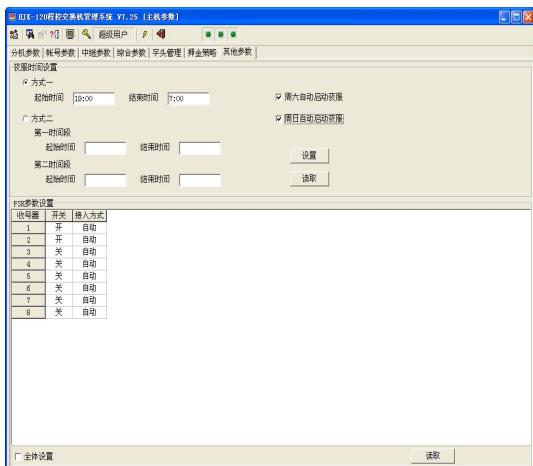 HJK-120程控交换机管理系统 V7.25 [主机参数]
超级用户
分机参数 帐号参数 中继参数 综合参数 字头管理 押金策略 其他参数
夜服时间设置
方式一
起始时间 19:00 结束时间 7:00 周六自动启动夜服
方式二 周日自动启动夜服
第一时间段
起始时间 结束时间 设置
第二时间段
起始时间 结束时间 读取
FSK参数设置
收号器 开关 接入方式
1 开 自动
2 开 自动
3 关 自动
4 关 自动
5 关 自动
6 关 自动
7 关 自动
8 关 自动
全体设置 读取